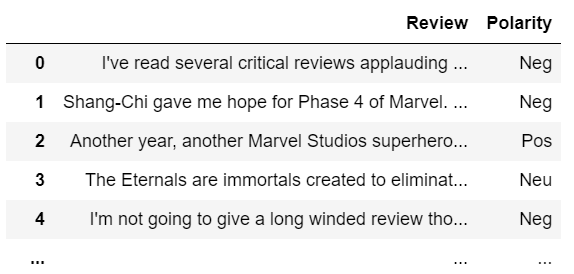 Review Polarity
0 I've read several critical reviews applauding ... Neg
1 Shang-Chi gave me hope for Phase 4 of Marvel. ... Neg
2 Another year, another Marvel Studios superhero... Pos
3 The Eternals are immortals created to eliminat... Neu
4 I'm not going to give a long winded review tho... Neg
... ... ...